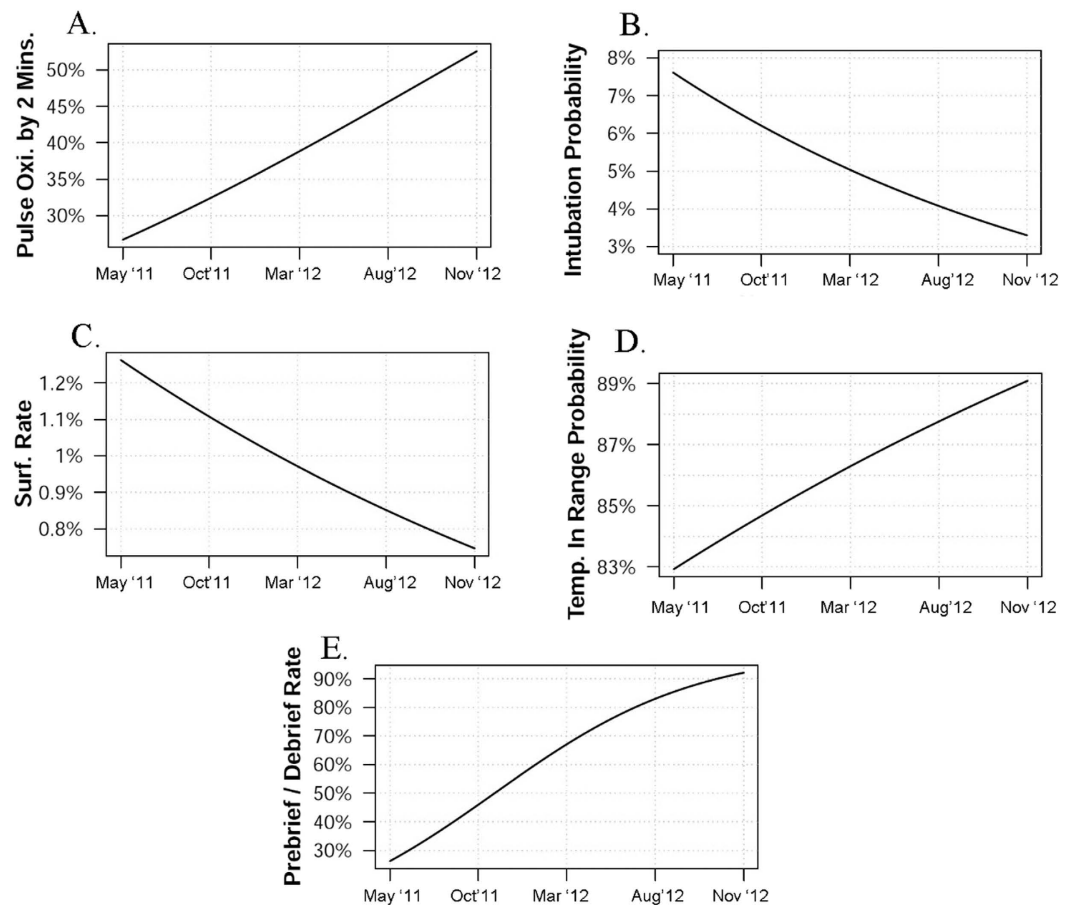 A.
Pulse Oxi. by 2 Mins.
50%
45%
40%
35%
30%
May ‘11 Oct’11 Mar ‘12 Aug’12 Nov ‘12
B.
Intubation Probability
8%
7%
6%
5%
4%
3%
May ‘11 Oct’11 Mar ‘12 Aug’12 Nov ‘12
C.
Surf. Rate
1.2%
1.1%
1%
0.9%
0.8%
May ‘11 Oct’11 Mar ‘12 Aug’12 Nov ‘12
D.
Temp. In Range Probability
89%
87%
85%
83%
May ‘11 Oct’11 Mar ‘12 Aug’12 Nov ‘12
E.
Prebrief / Debrief Rate
90%
80%
70%
60%
50%
40%
30%
May ‘11 Oct’11 Mar ‘12 Aug’12 Nov ‘12